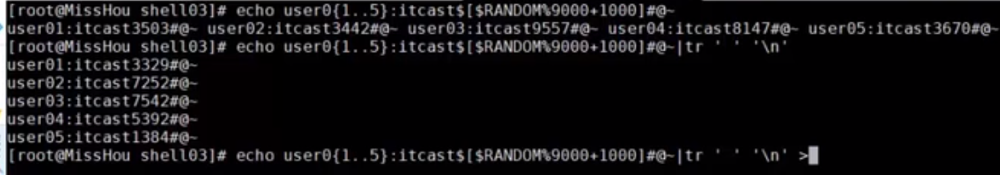 [root@MissHou shell03]# echo user0{1..5}:itcast$[$RANDOM%9000+1000]#@~
user01:itcast3503#@~ user02:itcast3442#@~ user03:itcast9557#@~ user04:itcast8147#@~ user05:itcast3670#@~
[root@MissHou shell03]# echo user0{1..5}:itcast$[$RANDOM%9000+1000]#@~|tr ' ' '\n'
user01:itcast3329#@~
user02:itcast7252#@~
user03:itcast7542#@~
user04:itcast5392#@~
user05:itcast1384#@~
[root@MissHou shell03]# echo user0{1..5}:itcast$[$RANDOM%9000+1000]#@~|tr ' ' '\n' >